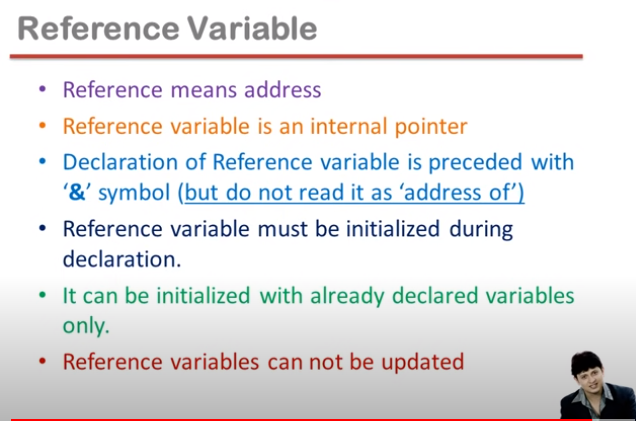 Reference Variable
• Reference means address
• Reference variable is an internal pointer
• Declaration of Reference variable is preceded with
‘&’ symbol (but do not read it as ‘address of’)
• Reference variable must be initialized during
declaration.
• It can be initialized with already declared variables
only.
• Reference variables can not be updated